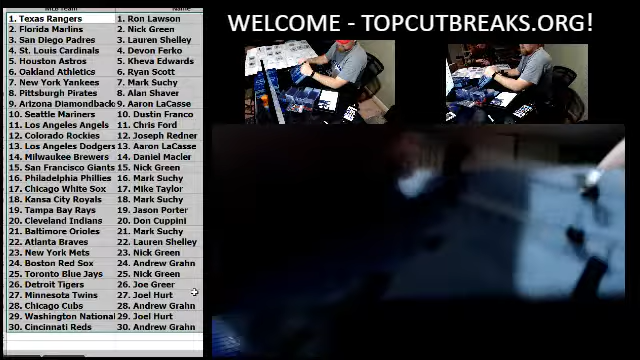 WELCOME - TOPCUTBREAKS.ORG!
MLB Team Name
1. Texas Rangers 1. Ron Lawson
2. Florida Marlins 2. Nick Green
3. San Diego Padres 3. Lauren Shelley
4. St. Louis Cardinals 4. Devon Ferko
5. Houston Astros 5. Kheva Edwards
6. Oakland Athletics 6. Ryan Scott
7. New York Yankees 7. Mark Suchy
8. Pittsburgh Pirates 8. Alan Shaver
9. Arizona Diamondback 9. Aaron LaCasse
10. Seattle Mariners 10. Dustin Franco
11. Los Angeles Angels 11. Chris Ford
12. Colorado Rockies 12. Joseph Redner
13. Los Angeles Dodgers 13. Aaron LaCasse
14. Milwaukee Brewers 14. Daniel Macier
15. San Francisco Giants 15. Nick Green
16. Philadelphia Phillies 16. Mark Suchy
17. Chicago White Sox 17. Mike Taylor
18. Kansa City Royals 18. Mark Suchy
19. Tampa Bay Rays 19. Jason Porter
20. Cleveland Indians 20. Don Cuppini
21. Baltimore Orioles 21. Mark Suchy
22. Atlanta Braves 22. Lauren Shelley
23. New York Mets 23. Nick Green
24. Boston Red Sox 24. Andrew Grahn
25. Toronto Blue Jays 25. Nick Green
26. Detroit Tigers 26. Joe Greer
27. Minnesota Twins 27. Joel Hurt
28. Chicago Cubs 28. Andrew Grahn
29. Washington National 29. Joel Hurt
30. Cincinnati Reds 30. Andrew Grahn